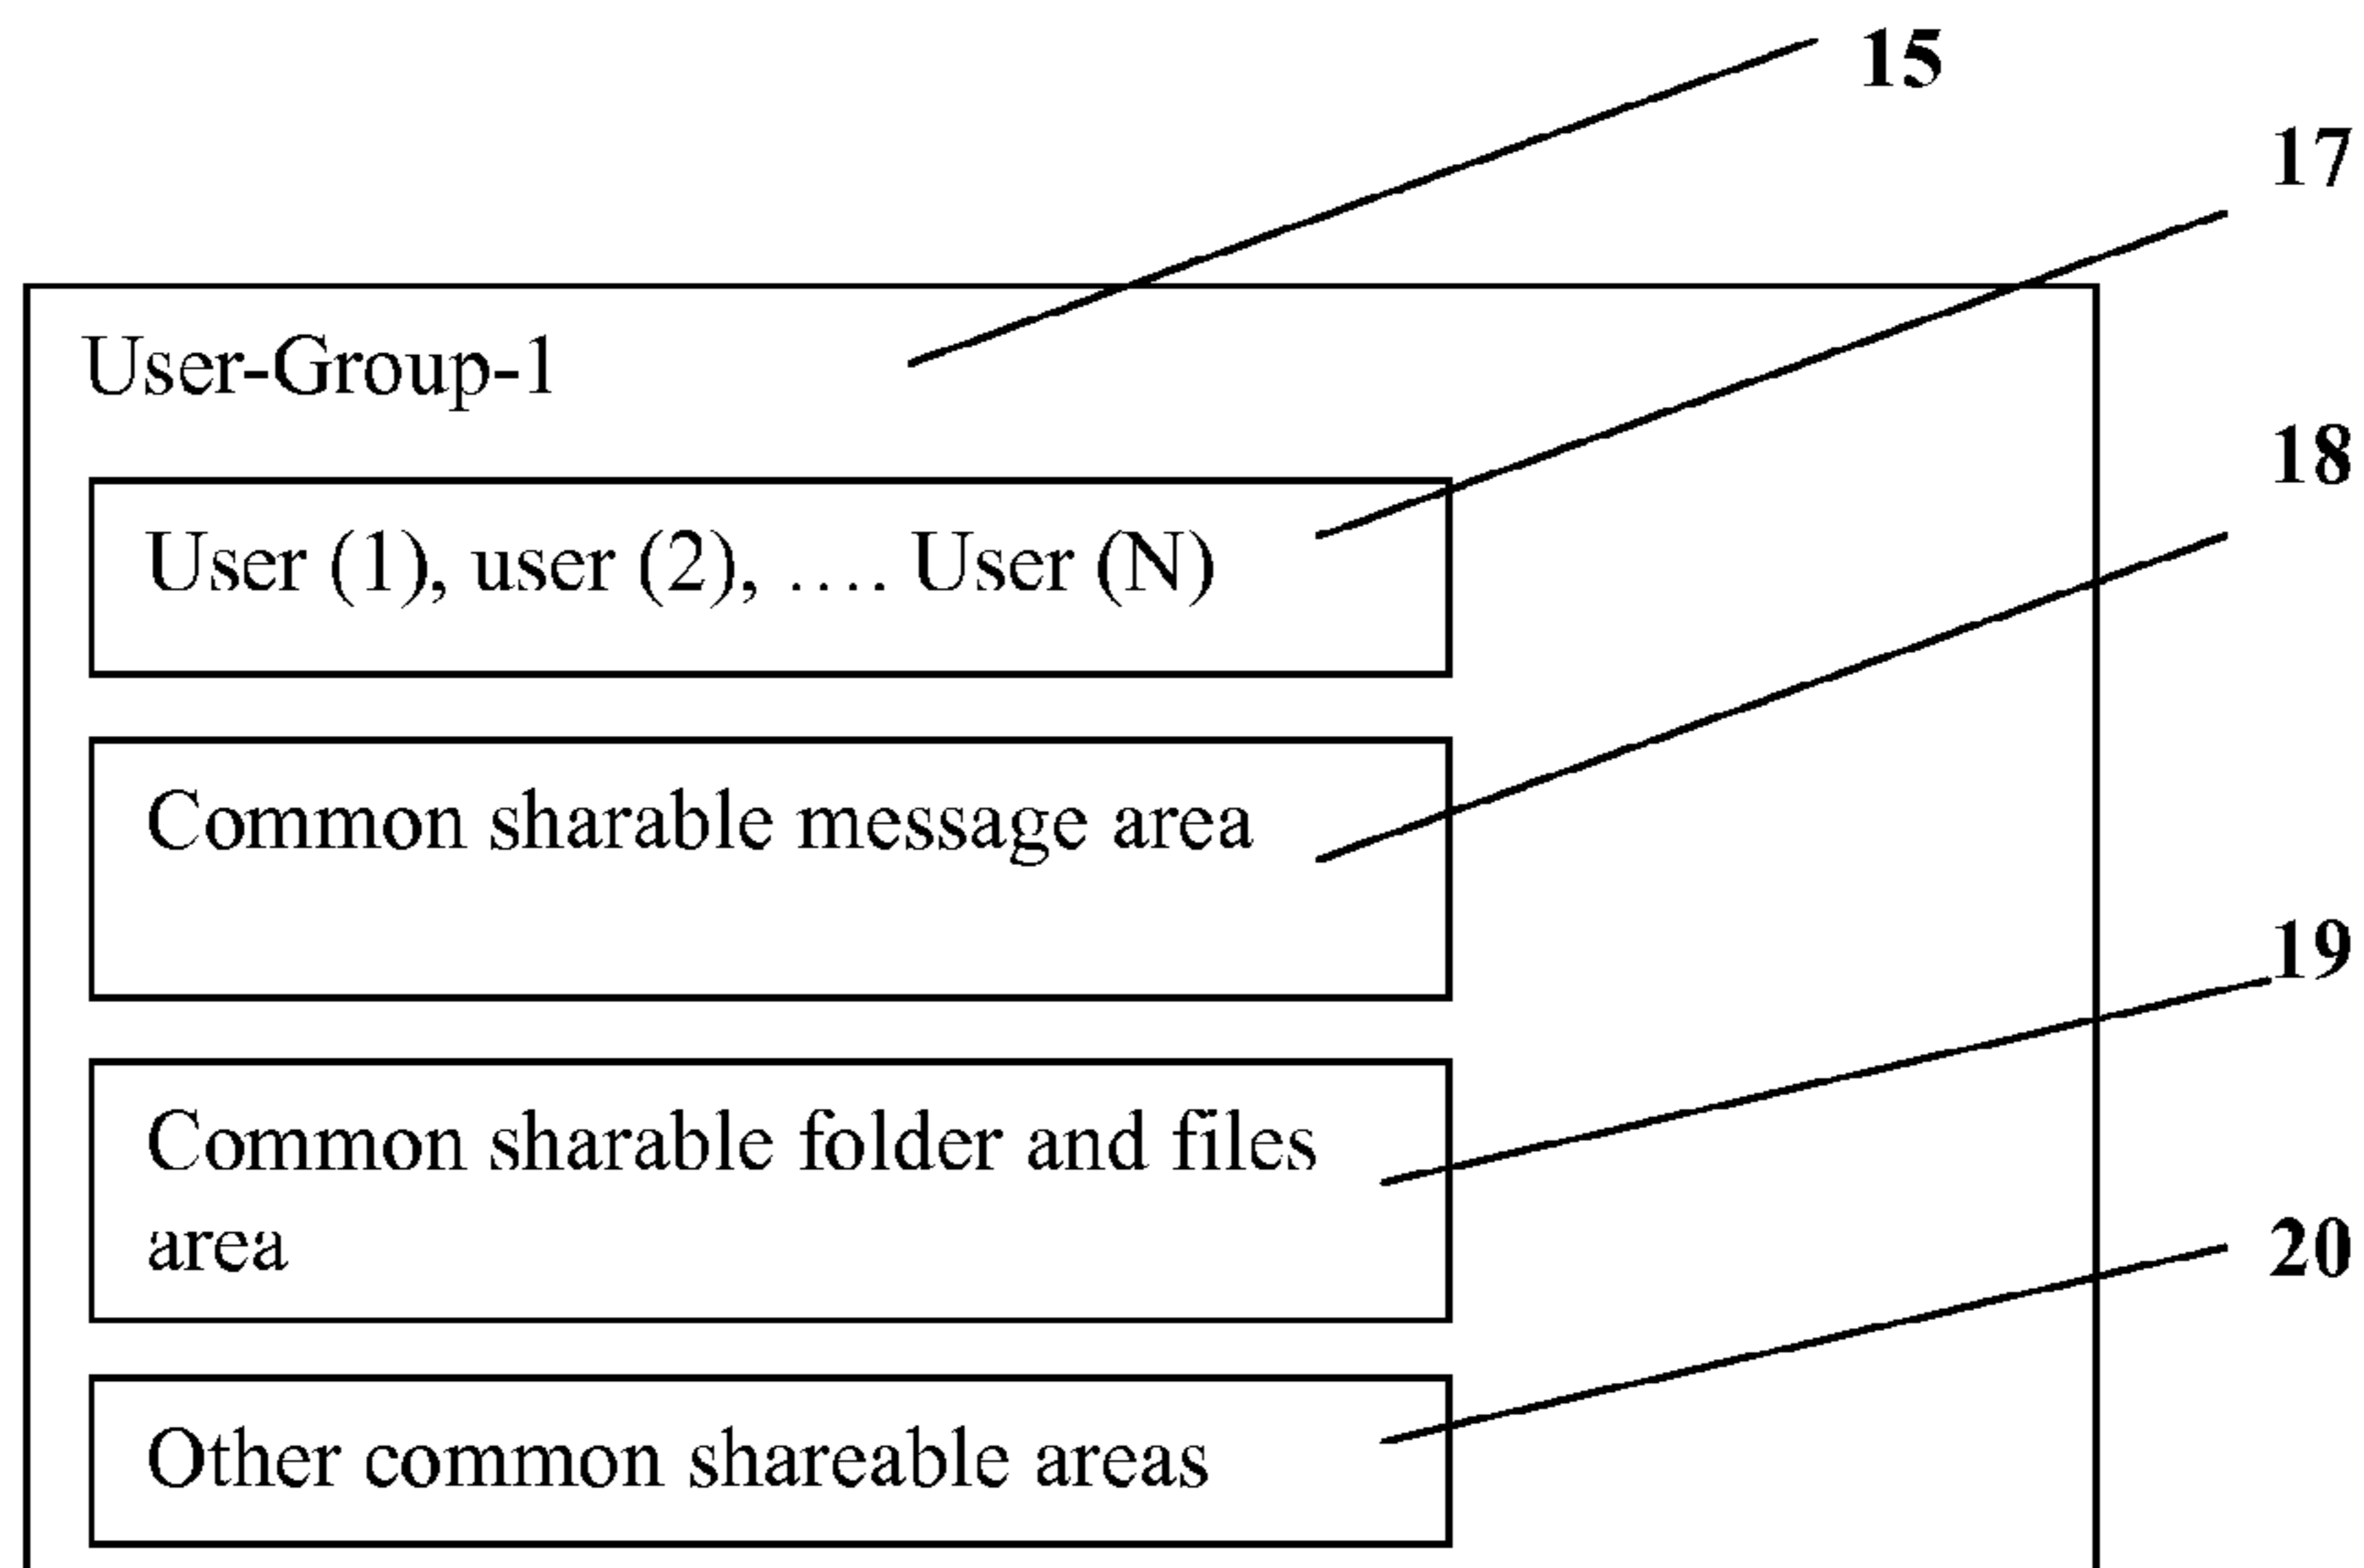 15
17
User-Group-1
18
User (1), user (2), .... User (N)
Common sharable message area
19
Common sharable folder and files
area
20
Other common shareable areas